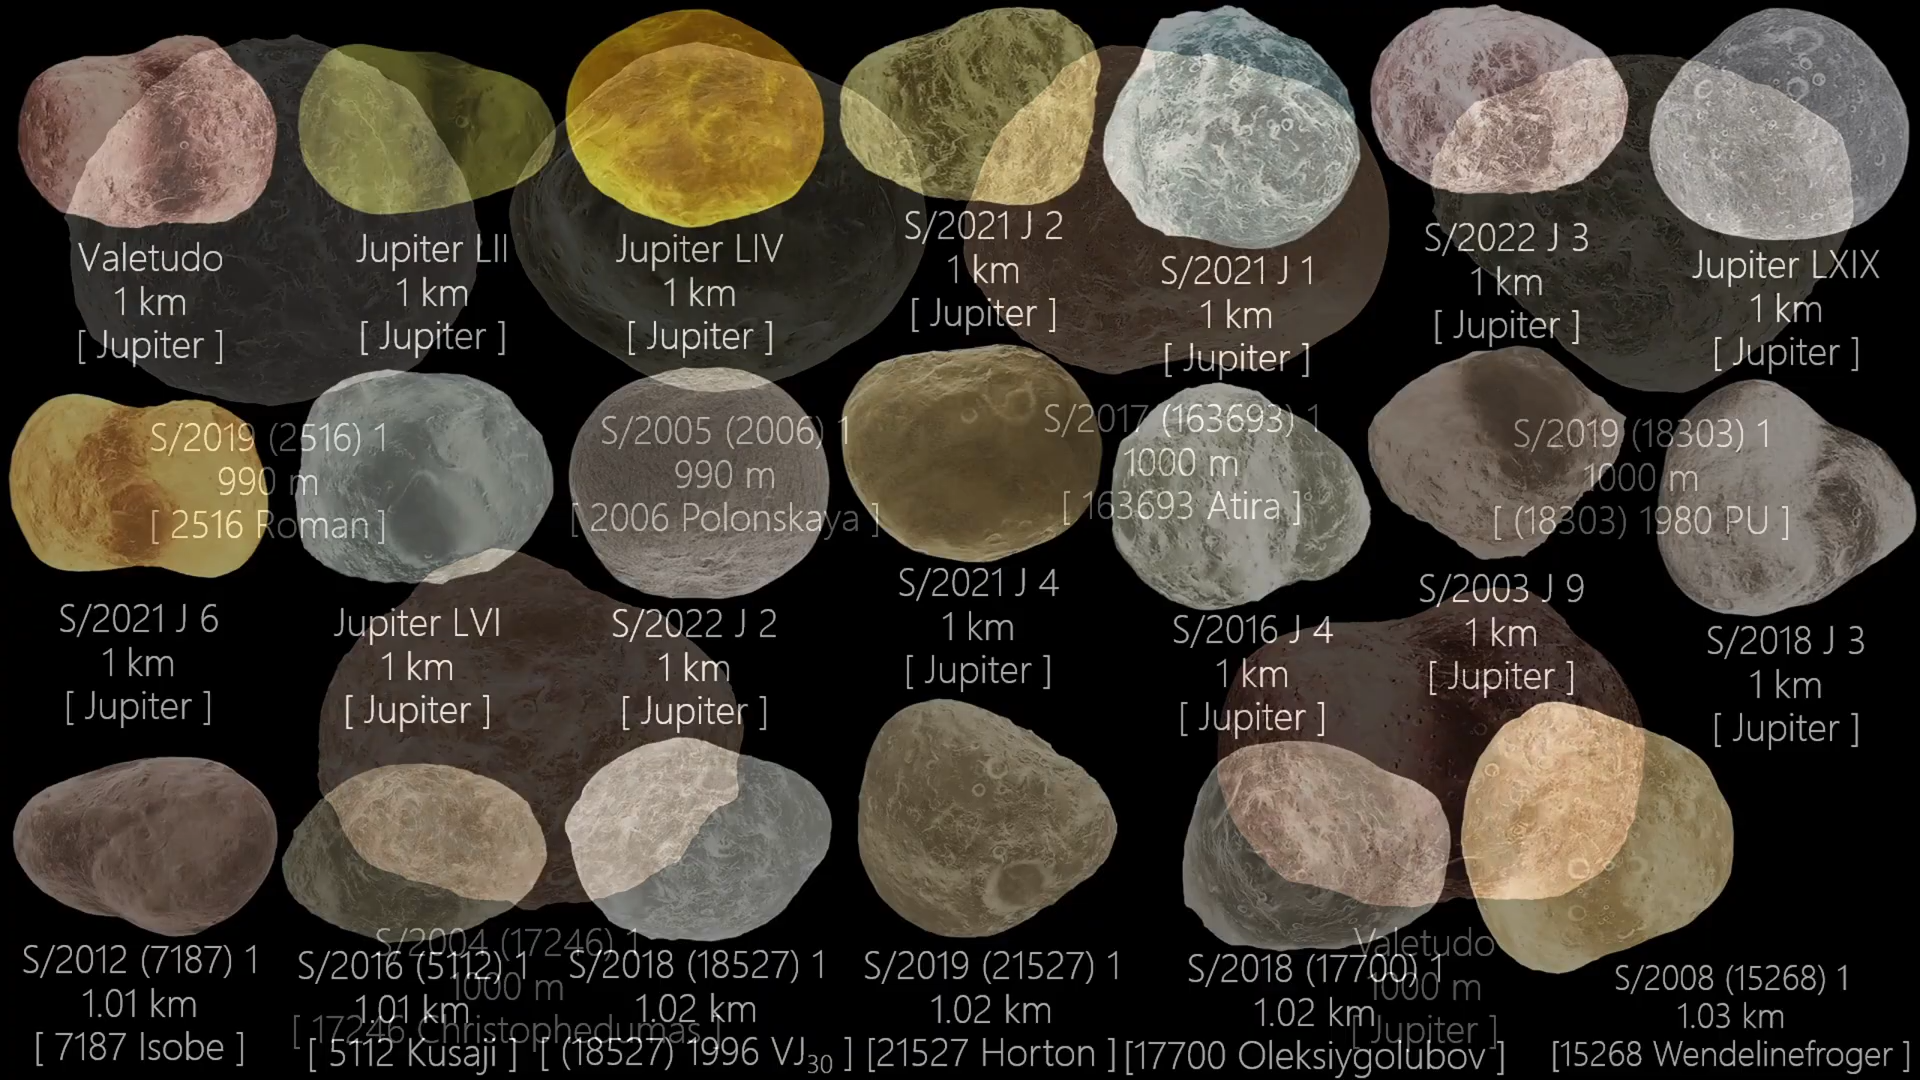 Valetudo
1 km
[ Jupiter ]
Jupiter LII
1 km
[ Jupiter ]
Jupiter LIV
1 km
[ Jupiter ]
S/2021 J 2
1 km
[ Jupiter ]
S/2021 J 1
1 km
[ Jupiter ]
S/2022 J 3
1 km
[ Jupiter ]
Jupiter LXIX
1 km
[ Jupiter ]
S/2019 (2516) 1
990 m
[ 2516 Roman ]
S/2005 (2006) 1
990 m
[ 2006 Polonskaya ]
S/2017 (163693) 1
1000 m
[ 163693 Atira ]
S/2019 (18303) 1
1000 m
[ (18303) 1980 PU ]
S/2021 J 6
1 km
[ Jupiter ]
Jupiter LVI
1 km
[ Jupiter ]
S/2022 J 2
1 km
[ Jupiter ]
S/2021 J 4
1 km
[ Jupiter ]
S/2016 J 4
1 km
[ Jupiter ]
S/2003 J 9
1 km
[ Jupiter ]
S/2018 J 3
1 km
[ Jupiter ]
S/2004 (17246) 1
1000 m
[ 17246 Christophedumas ]
Valetudo
1000 m
[ Jupiter ]
S/2012 (7187) 1
1.01 km
[ 7187 Isobe ]
S/2016 (5112) 1
1.01 km
[ 5112 Kusaji ]
S/2018 (18527) 1
1.02 km
[ (18527) 1996 VJ₃₀ ]
S/2019 (21527) 1
1.02 km
[21527 Horton ]
S/2018 (17700) 1
1.02 km
[17700 Oleksiygolubov ]
S/2008 (15268) 1
1.03 km
[15268 Wendelinefroger ]